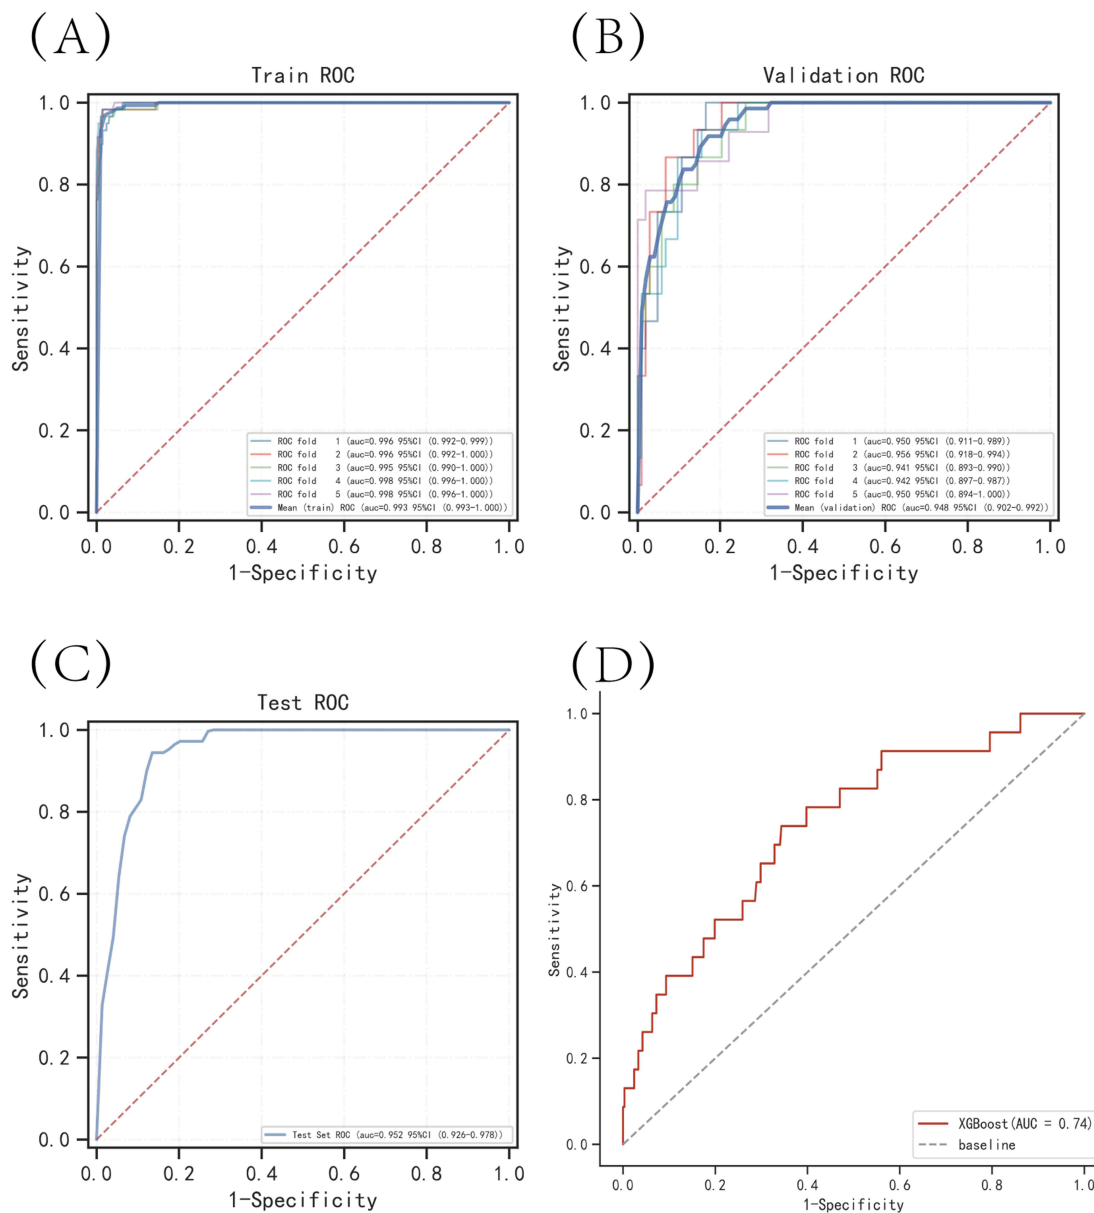 (A)
Train ROC
1.0
0.8
0.6
0.4
0.2
0.0
Sensitivity
ROC fold 1 (auc=0.996 95%CI (0.992-0.999))
ROC fold 2 (auc=0.996 95%CI (0.992-1.000))
ROC fold 3 (auc=0.995 95%CI (0.990-1.000))
ROC fold 4 (auc=0.998 95%CI (0.996-1.000))
ROC fold 5 (auc=0.998 95%CI (0.996-1.000))
Mean (train) ROC (auc=0.993 95%CI (0.993-1.000))
0.0 0.2 0.4 0.6 0.8 1.0
1-Specificity
(B)
Validation ROC
1.0
0.8
0.6
0.4
0.2
0.0
Sensitivity
ROC fold 1 (auc=0.950 95%CI (0.911-0.989))
ROC fold 2 (auc=0.956 95%CI (0.918-0.994))
ROC fold 3 (auc=0.941 95%CI (0.893-0.990))
ROC fold 4 (auc=0.942 95%CI (0.897-0.987))
ROC fold 5 (auc=0.950 95%CI (0.894-1.000))
Mean (validation) ROC (auc=0.948 95%CI (0.902-0.992))
0.0 0.2 0.4 0.6 0.8 1.0
1-Specificity
(C)
Test ROC
1.0
0.8
0.6
0.4
0.2
0.0
Sensitivity
Test Set ROC (auc=0.952 95%CI (0.926-0.978))
0.0 0.2 0.4 0.6 0.8 1.0
1-Specificity
(D)
1.0
0.8
0.6
0.4
0.2
0.0
Sensitivity
XGBoost(AUC = 0.74)
baseline
0.0 0.2 0.4 0.6 0.8 1.0
1-Specificity